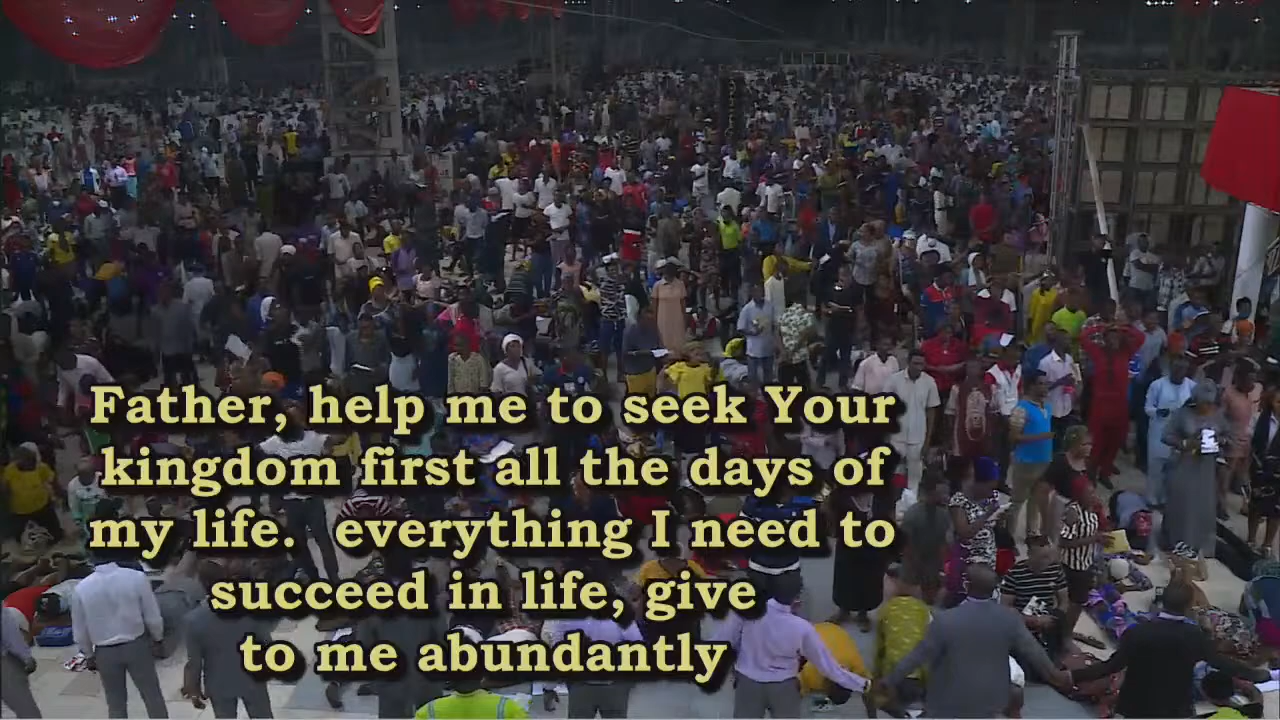 Father, help me to seek Your
kingdom first all the days of
my life.  everything I need to
succeed in life, give
to me abundantly